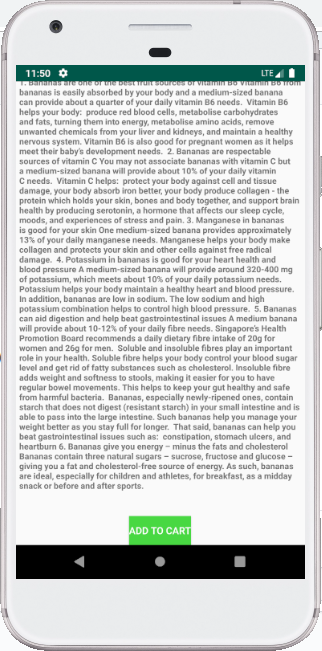 11:50 LTE
1. Bananas are one of the best fruit sources of vitamin B6 Vitamin B6 from
bananas is easily absorbed by your body and a medium-sized banana
can provide about a quarter of your daily vitamin B6 needs. Vitamin B6
helps your body: produce red blood cells, metabolise carbohydrates
and fats, turning them into energy, metabolise amino acids, remove
unwanted chemicals from your liver and kidneys, and maintain a healthy
nervous system. Vitamin B6 is also good for pregnant women as it helps
meet their baby's development needs. 2. Bananas are respectable
sources of vitamin C You may not associate bananas with vitamin C but
a medium-sized banana will provide about 10% of your daily vitamin
C needs. Vitamin C helps: protect your body against cell and tissue
damage, your body absorb iron better, your body produce collagen - the
protein which holds your skin, bones and body together, and support brain
health by producing serotonin, a hormone that affects our sleep cycle,
moods, and experiences of stress and pain. 3. Manganese in bananas
is good for your skin One medium-sized banana provides approximately
13% of your daily manganese needs. Manganese helps your body make
collagen and protects your skin and other cells against free radical
damage. 4. Potassium in bananas is good for your heart health and
blood pressure A medium-sized banana will provide around 320-400 mg
of potassium, which meets about 10% of your daily potassium needs.
Potassium helps your body maintain a healthy heart and blood pressure.
In addition, bananas are low in sodium. The low sodium and high
potassium combination helps to control high blood pressure. 5. Bananas
can aid digestion and help beat gastrointestinal issues A medium banana
will provide about 10-12% of your daily fibre needs. Singapore's Health
Promotion Board recommends a daily dietary fibre intake of 20g for
women and 26g for men. Soluble and insoluble fibres play an important
role in your health. Soluble fibre helps your body control your blood sugar
level and get rid of fatty substances such as cholesterol. Insoluble fibre
adds weight and softness to stools, making it easier for you to have
regular bowel movements. This helps to keep your gut healthy and safe
from harmful bacteria. Bananas, especially newly-ripened ones, contain
starch that does not digest (resistant starch) in your small intestine and is
able to pass into the large intestine. Such bananas help you manage your
weight better as you stay full for longer. That said, bananas can help you
beat gastrointestinal issues such as: constipation, stomach ulcers, and
heartburn 6. Bananas give you energy – minus the fats and cholesterol
Bananas contain three natural sugars – sucrose, fructose and glucose –
giving you a fat and cholesterol-free source of energy. As such, bananas
are ideal, especially for children and athletes, for breakfast, as a midday
snack or before and after sports.
ADD TO CART